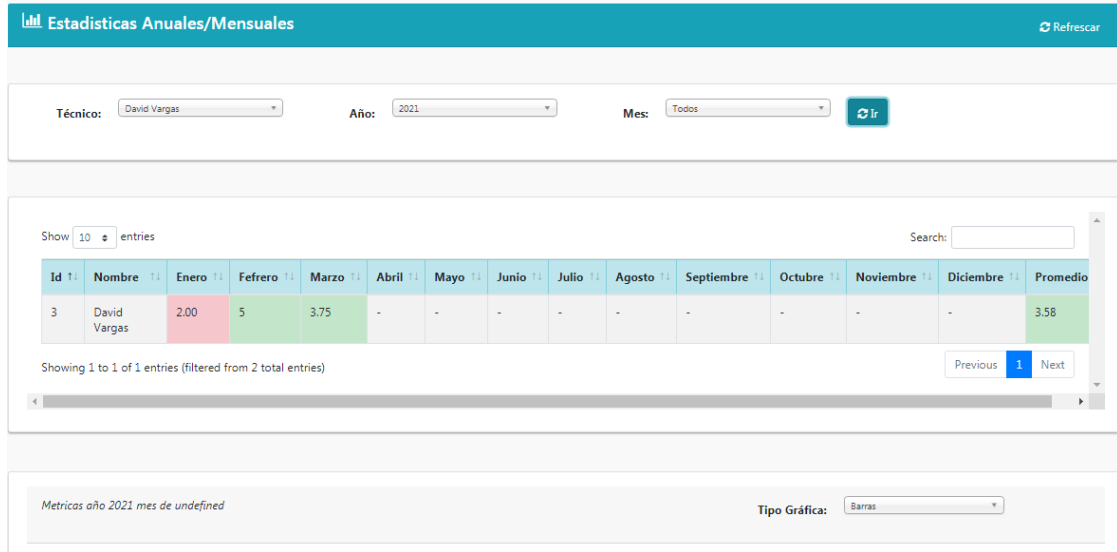 Estadisticas Anuales/Mensuales Refrescar
Técnico: David Vargas Año: 2021 Mes: Todos Ir
Show 10 entries Search:
Id Nombre Enero Fefrero Marzo Abril Mayo Junio Julio Agosto Septiembre Octubre Noviembre Diciembre Promedio
3 David Vargas 2.00 5 3.75 - - - - - - - - - 3.58
Showing 1 to 1 of 1 entries (filtered from 2 total entries) Previous 1 Next
Metricas año 2021 mes de undefined Tipo Gráfica: Barras